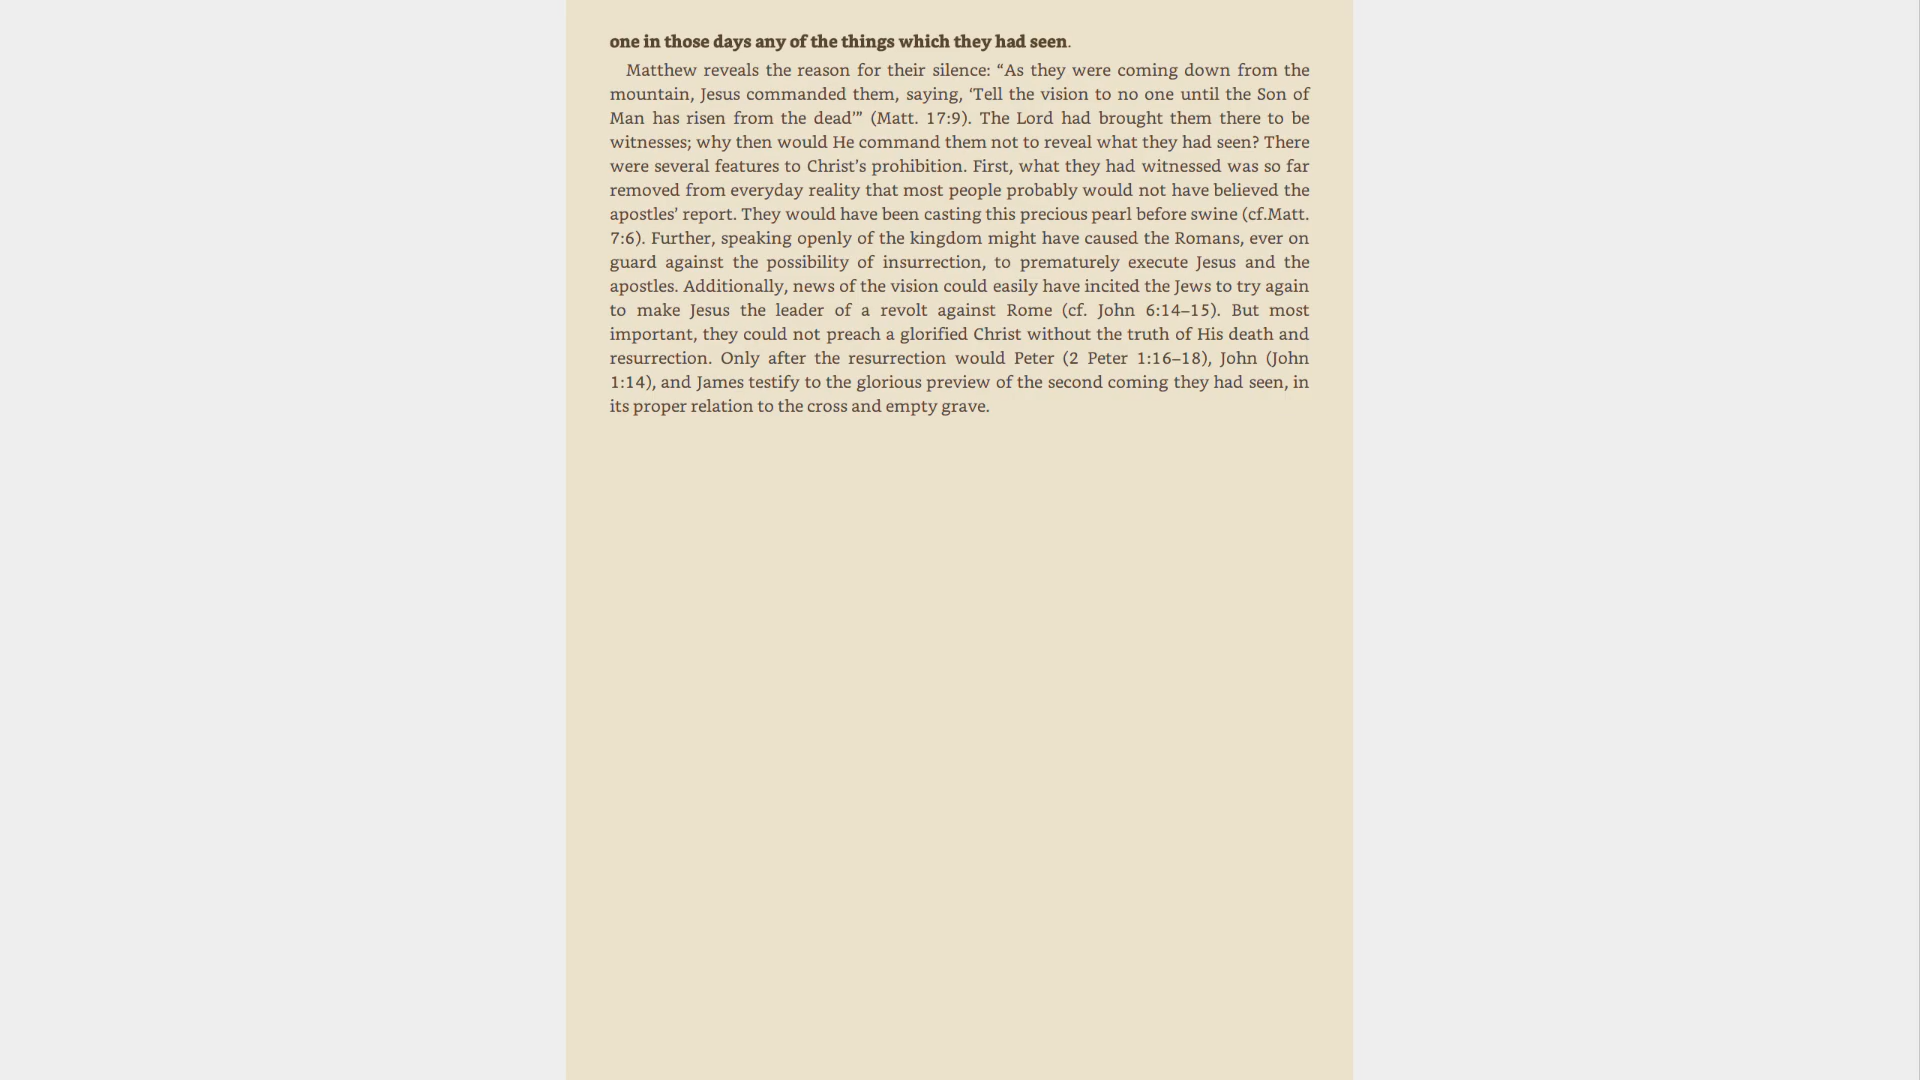 one in those days any of the things which they had seen.
Matthew reveals the reason for their silence: “As they were coming down from the
mountain, Jesus commanded them, saying, ‘Tell the vision to no one until the Son of
Man has risen from the dead’” (Matt. 17:9). The Lord had brought them there to be
witnesses; why then would He command them not to reveal what they had seen? There
were several features to Christ’s prohibition. First, what they had witnessed was so far
removed from everyday reality that most people probably would not have believed the
apostles’ report. They would have been casting this precious pearl before swine (cf.Matt.
7:6). Further, speaking openly of the kingdom might have caused the Romans, ever on
guard against the possibility of insurrection, to prematurely execute Jesus and the
apostles. Additionally, news of the vision could easily have incited the Jews to try again
to make Jesus the leader of a revolt against Rome (cf. John 6:14–15). But most
important, they could not preach a glorified Christ without the truth of His death and
resurrection. Only after the resurrection would Peter (2 Peter 1:16–18), John (John
1:14), and James testify to the glorious preview of the second coming they had seen, in
its proper relation to the cross and empty grave.